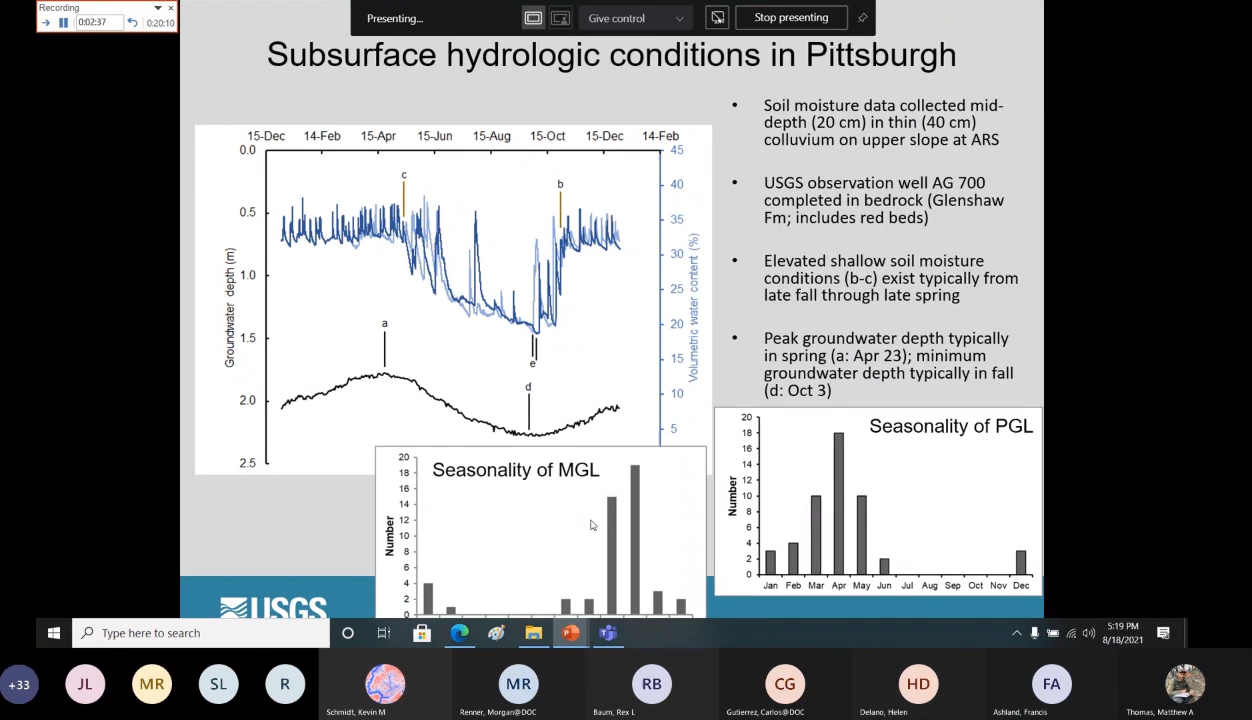 Recording
0:02:37
0:20:10
Presenting...
Give control
Stop presenting
Subsurface hydrologic conditions in Pittsburgh
15-Dec 14-Feb 15-Apr 15-Jun 15-Aug 15-Oct 15-Dec 14-Feb
0.0
0.5
1.0
1.5
2.0
2.5
Groundwater depth (m)
45
40
35
30
25
20
15
10
5
Volumetric water content (%)
c
b
a
e
d
• Soil moisture data collected mid-
depth (20 cm) in thin (40 cm)
colluvium on upper slope at ARS
• USGS observation well AG 700
completed in bedrock (Glenshaw
Fm; includes red beds)
• Elevated shallow soil moisture
conditions (b-c) exist typically from
late fall through late spring
• Peak groundwater depth typically
in spring (a: Apr 23); minimum
groundwater depth typically in fall
(d: Oct 3)
Seasonality of MGL
20
18
16
14
12
10
8
6
4
2
0
Number
Seasonality of PGL
20
18
16
14
12
10
8
6
4
2
0
Number
Jan Feb Mar Apr May Jun Jul Aug Sep Oct Nov Dec
USGS
Type here to search
5:19 PM
8/18/2021
+33
JL
MR
SL
R
MR
RB
CG
HD
FA
Schmidt, Kevin M
Renner, Morgan@DOC
Baum, Rex L
Gutierrez, Carlos@DOC
Delano, Helen
Ashland, Francis
Thomas, Matthew A